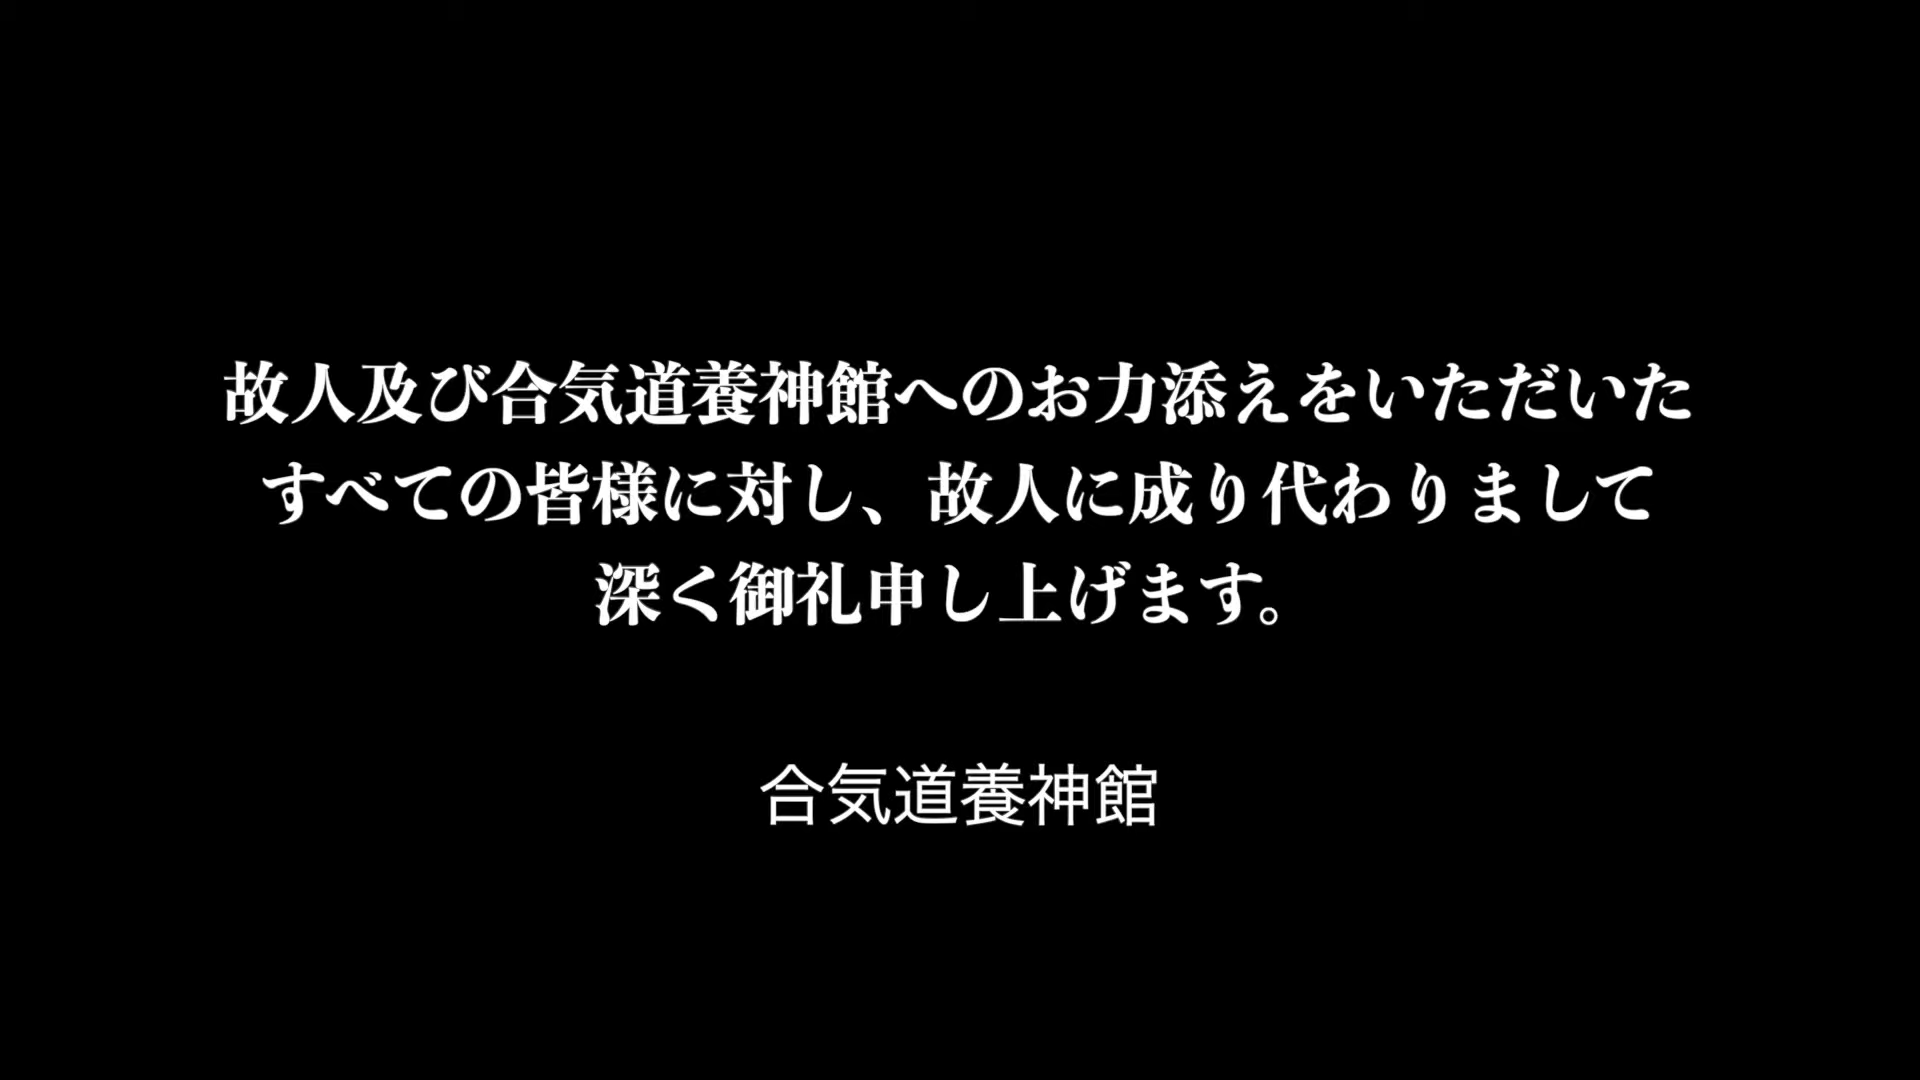 故人及び合気道養神館へのお力添えをいただいた
すべての皆様に対し、故人に成り代わりまして
深く御礼申し上げます。
合気道養神館